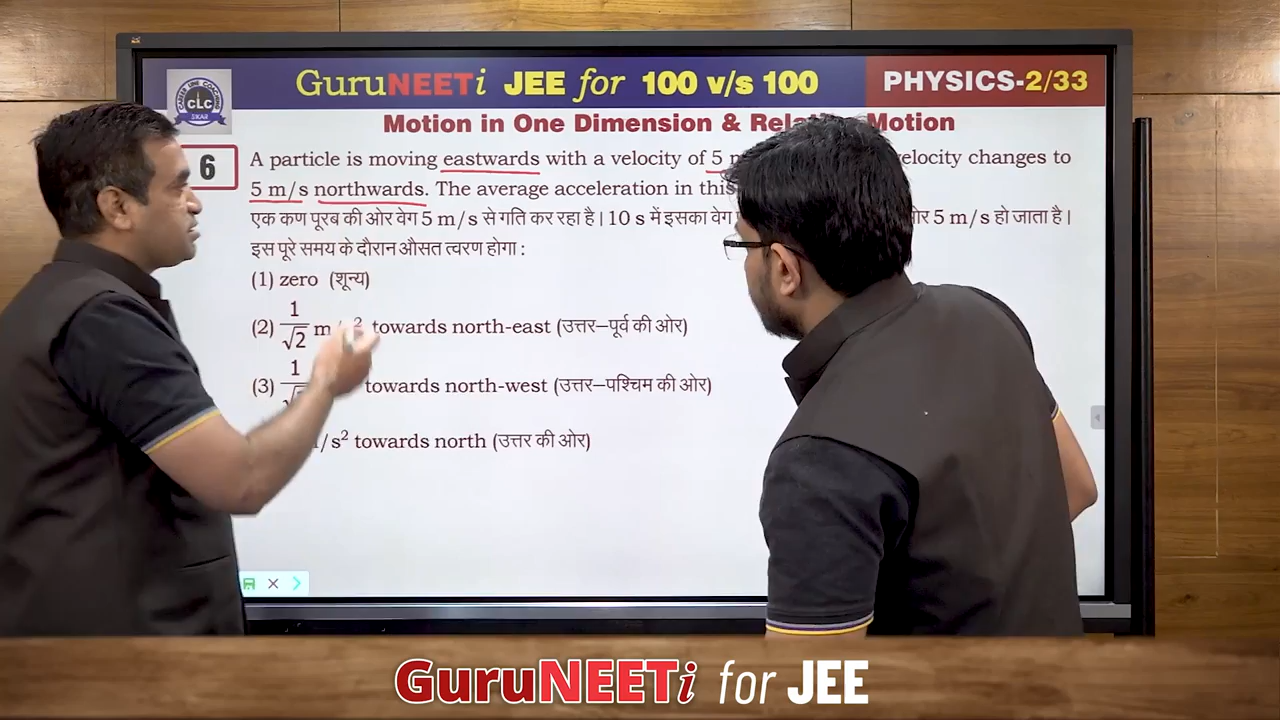 GuruNEETi JEE for 100 v/s 100
PHYSICS-2/33
CLC
SIKAR
Motion in One Dimension & Motion
6
A particle is moving eastwards with a velocity of 5 velocity changes to
5 m/s northwards. The average acceleration in this
एक कण पूरब की ओर वेग 5 m/s से गति कर रहा है। 10 s में इसका वेग 5 m/s हो जाता है।
इस पूरे समय के दौरान औसत त्वरण होगा :
(1) zero (शून्य)
(2) 1/√2 towards north-east (उत्तर–पूर्व की ओर)
(3) 1 towards north-west (उत्तर–पश्चिम की ओर)
/s² towards north (उत्तर की ओर)
GuruNEETi for JEE